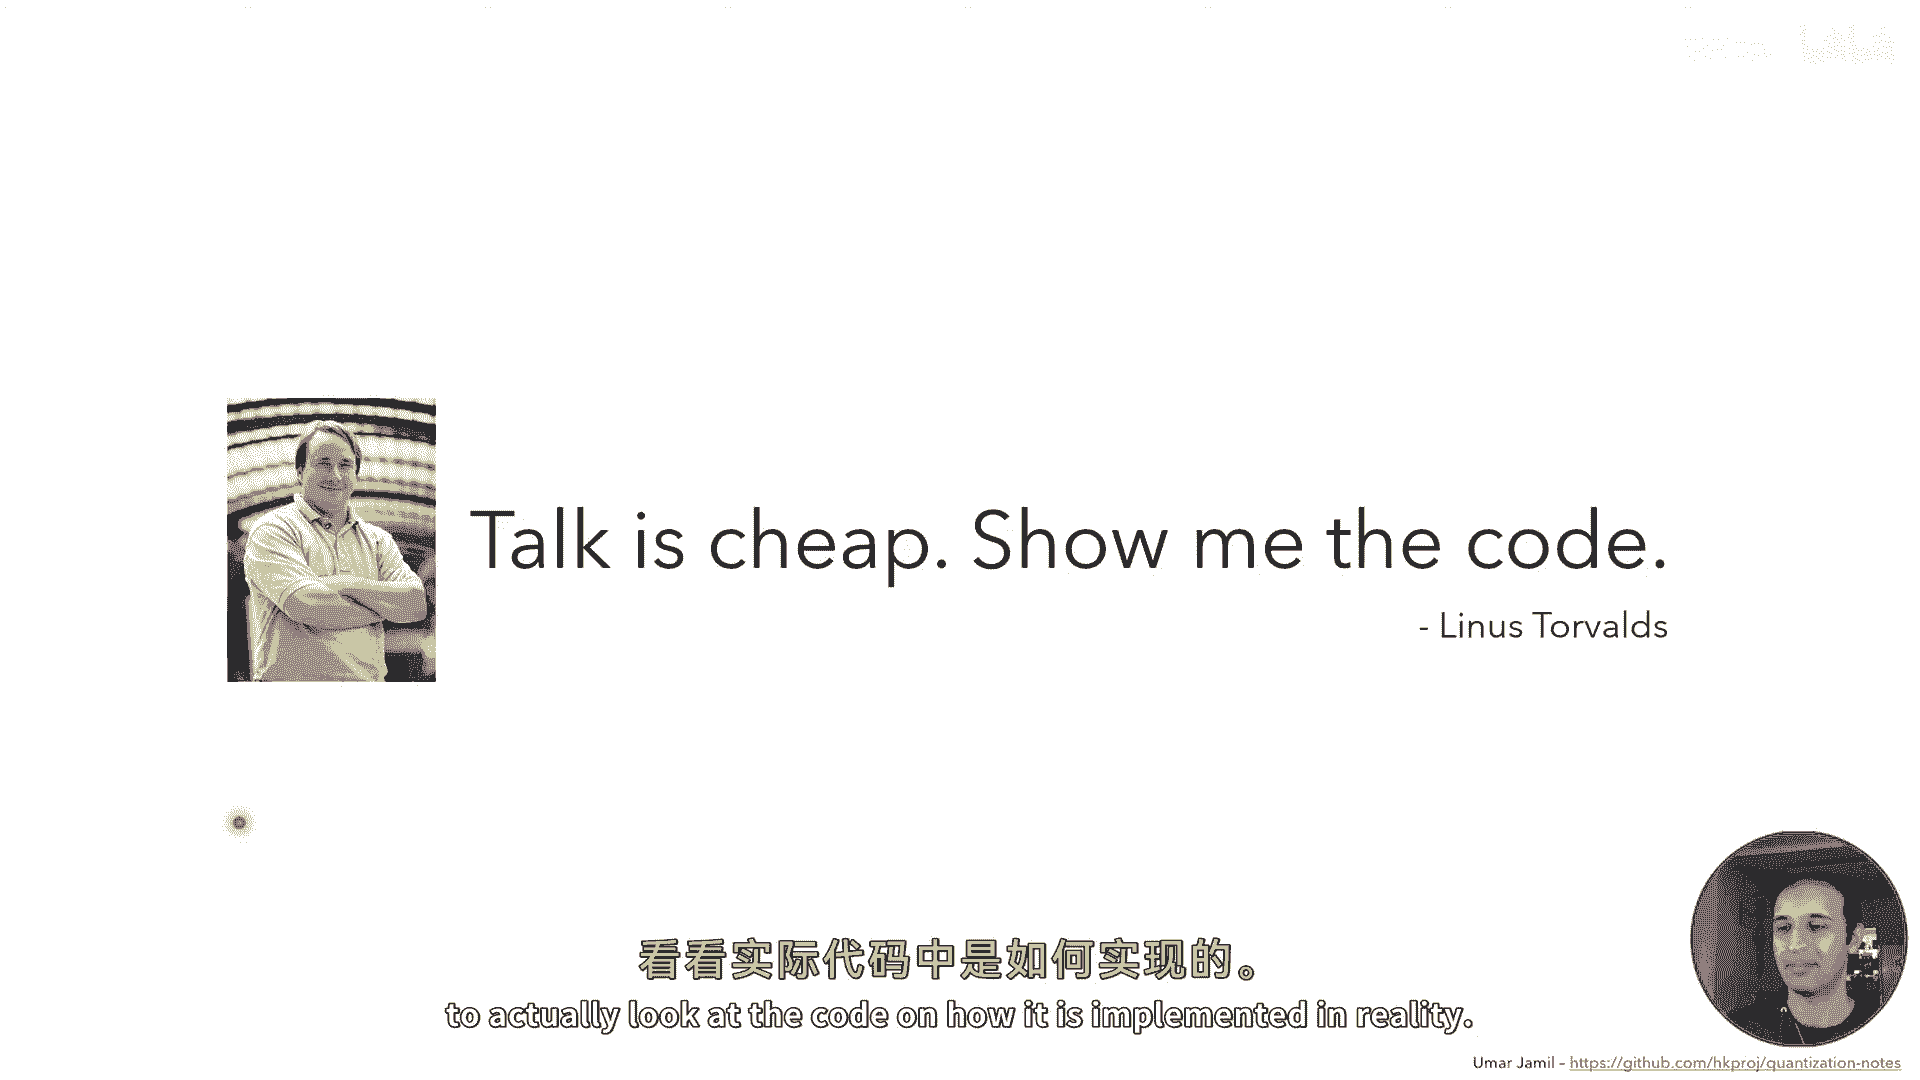 Talk is cheap. Show me the code.
- Linus Torvalds
看看实际代码中是如何实现的。
to actually look at the code on how it is implemented in reality.
Umar Jamil – https://github.com/hkproj/quantization-notes